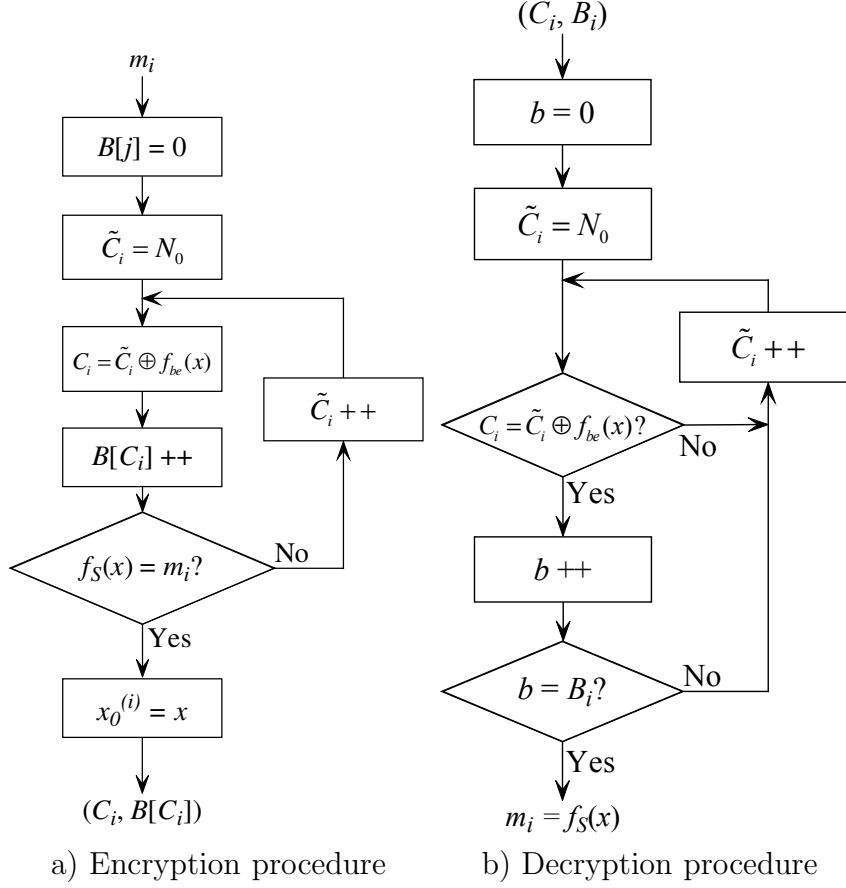 m_i
B[j] = 0
C̃_i = N_0
C_i = C̃_i ⊕ f_be(x)
B[C_i] ++
C̃_i ++
f_S(x) = m_i?
No
Yes
x_0^(i) = x
(C_i, B[C_i])
a) Encryption procedure
(C_i, B_i)
b = 0
C̃_i = N_0
C̃_i ++
C_i = C̃_i ⊕ f_be(x)?
No
Yes
b ++
b = B_i?
No
Yes
m_i = f_S(x)
b) Decryption procedure